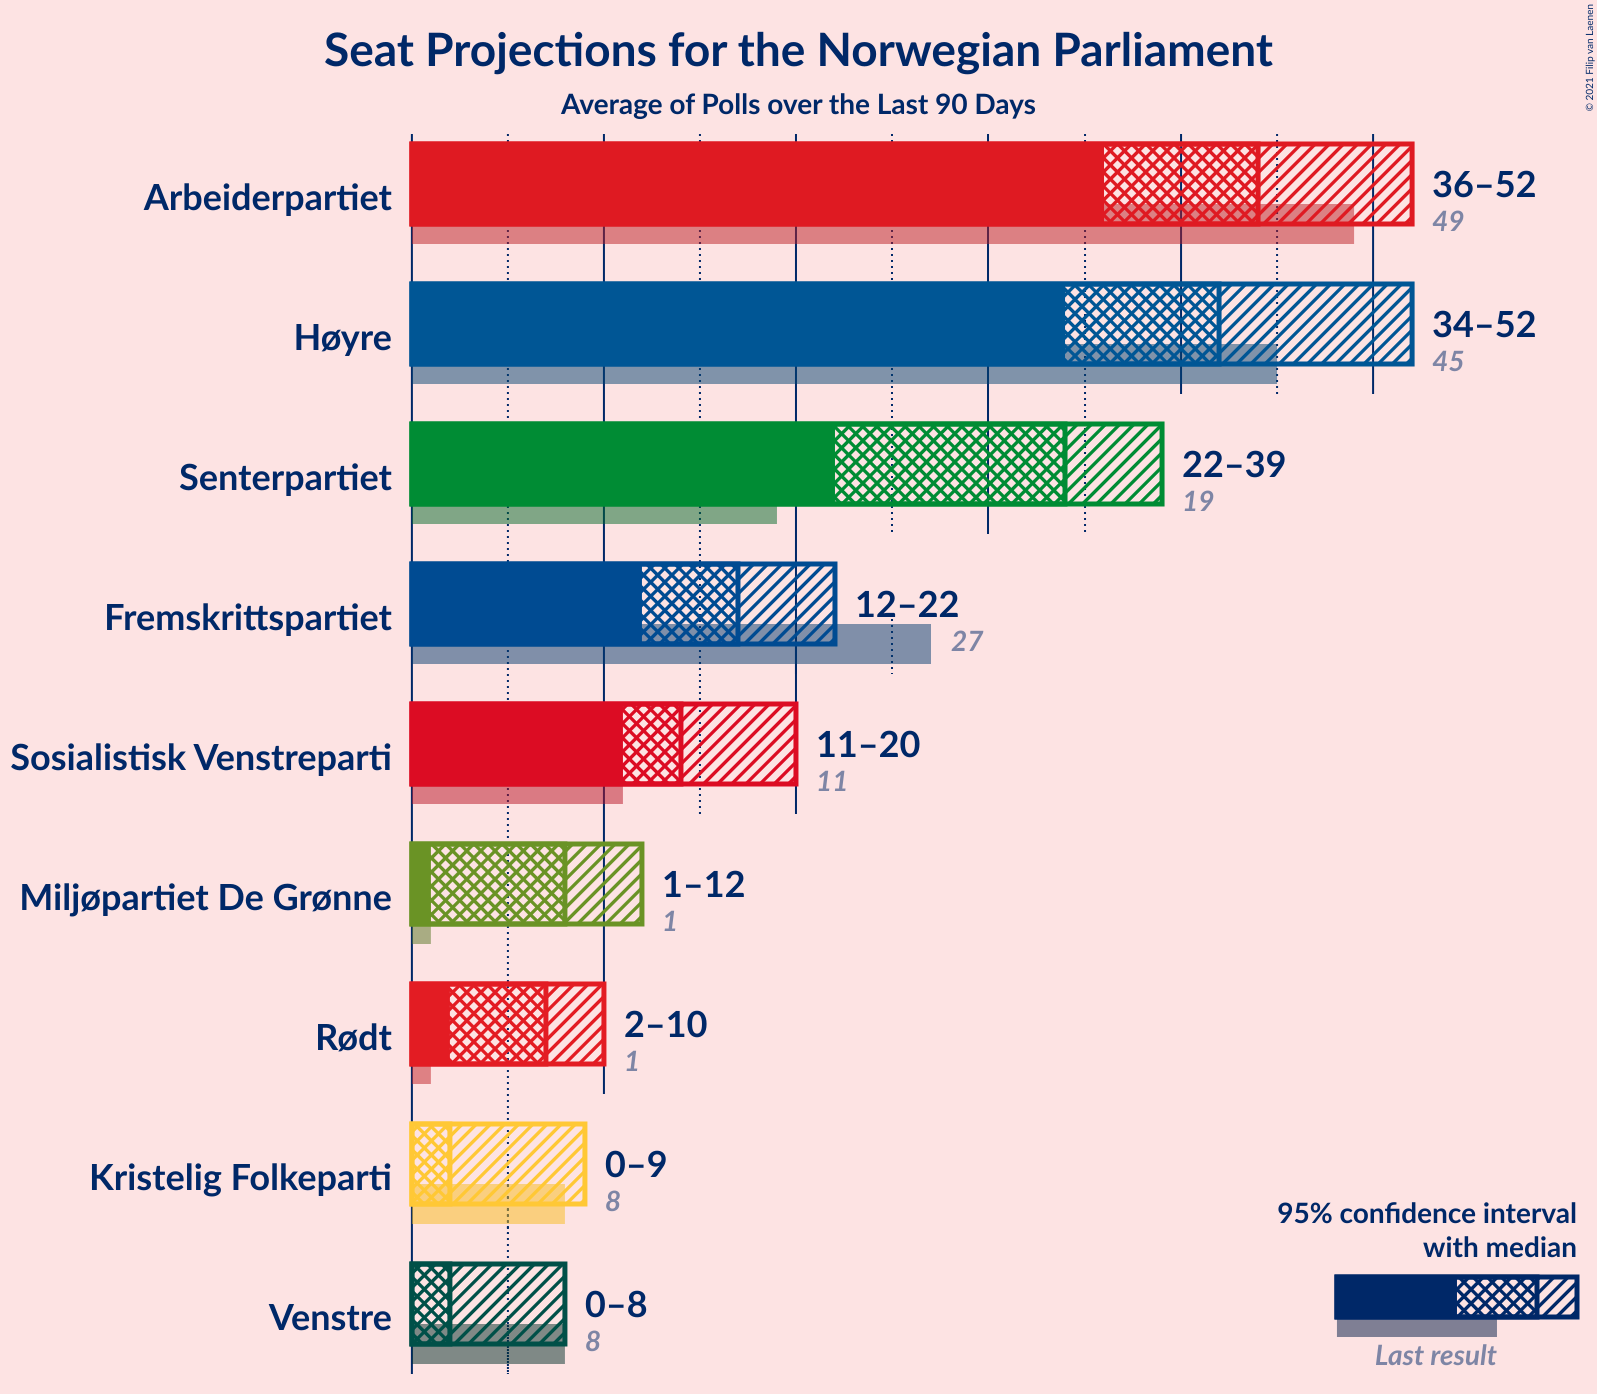 Seat Projections for the Norwegian Parliament
Average of Polls over the Last 90 Days
© 2021 Filip van Laenen
Arbeiderpartiet
36–52
49
Høyre
34–52
45
Senterpartiet
22–39
19
Fremskrittspartiet
12–22
27
Sosialistisk Venstreparti
11–20
11
Miljøpartiet De Grønne
1–12
1
Rødt
2–10
1
Kristelig Folkeparti
0–9
8
Venstre
0–8
8
95% confidence interval
with median
Last result